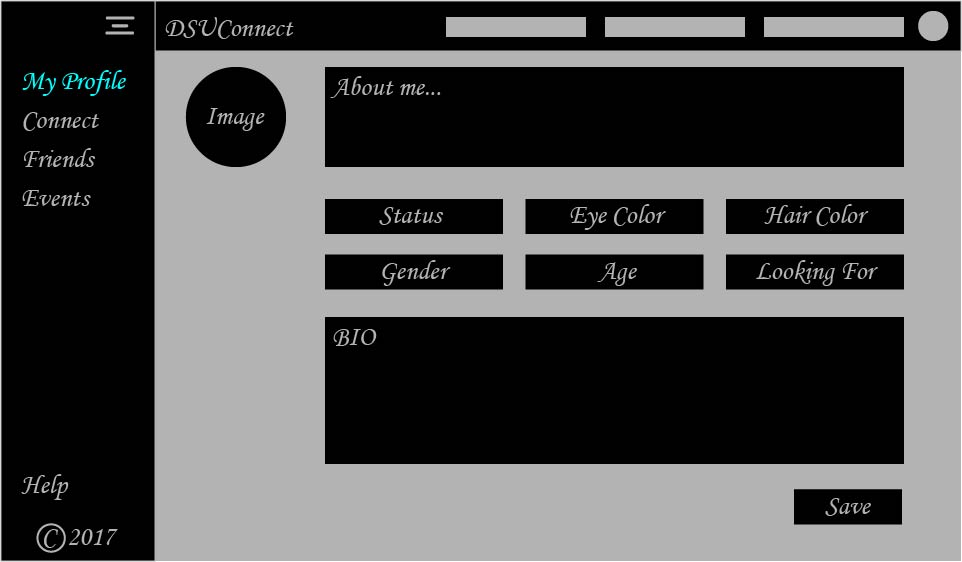 DSUConnect
My Profile
Connect
Friends
Events
Help
© 2017
Image
About me...
Status
Eye Color
Hair Color
Gender
Age
Looking For
BIO
Save